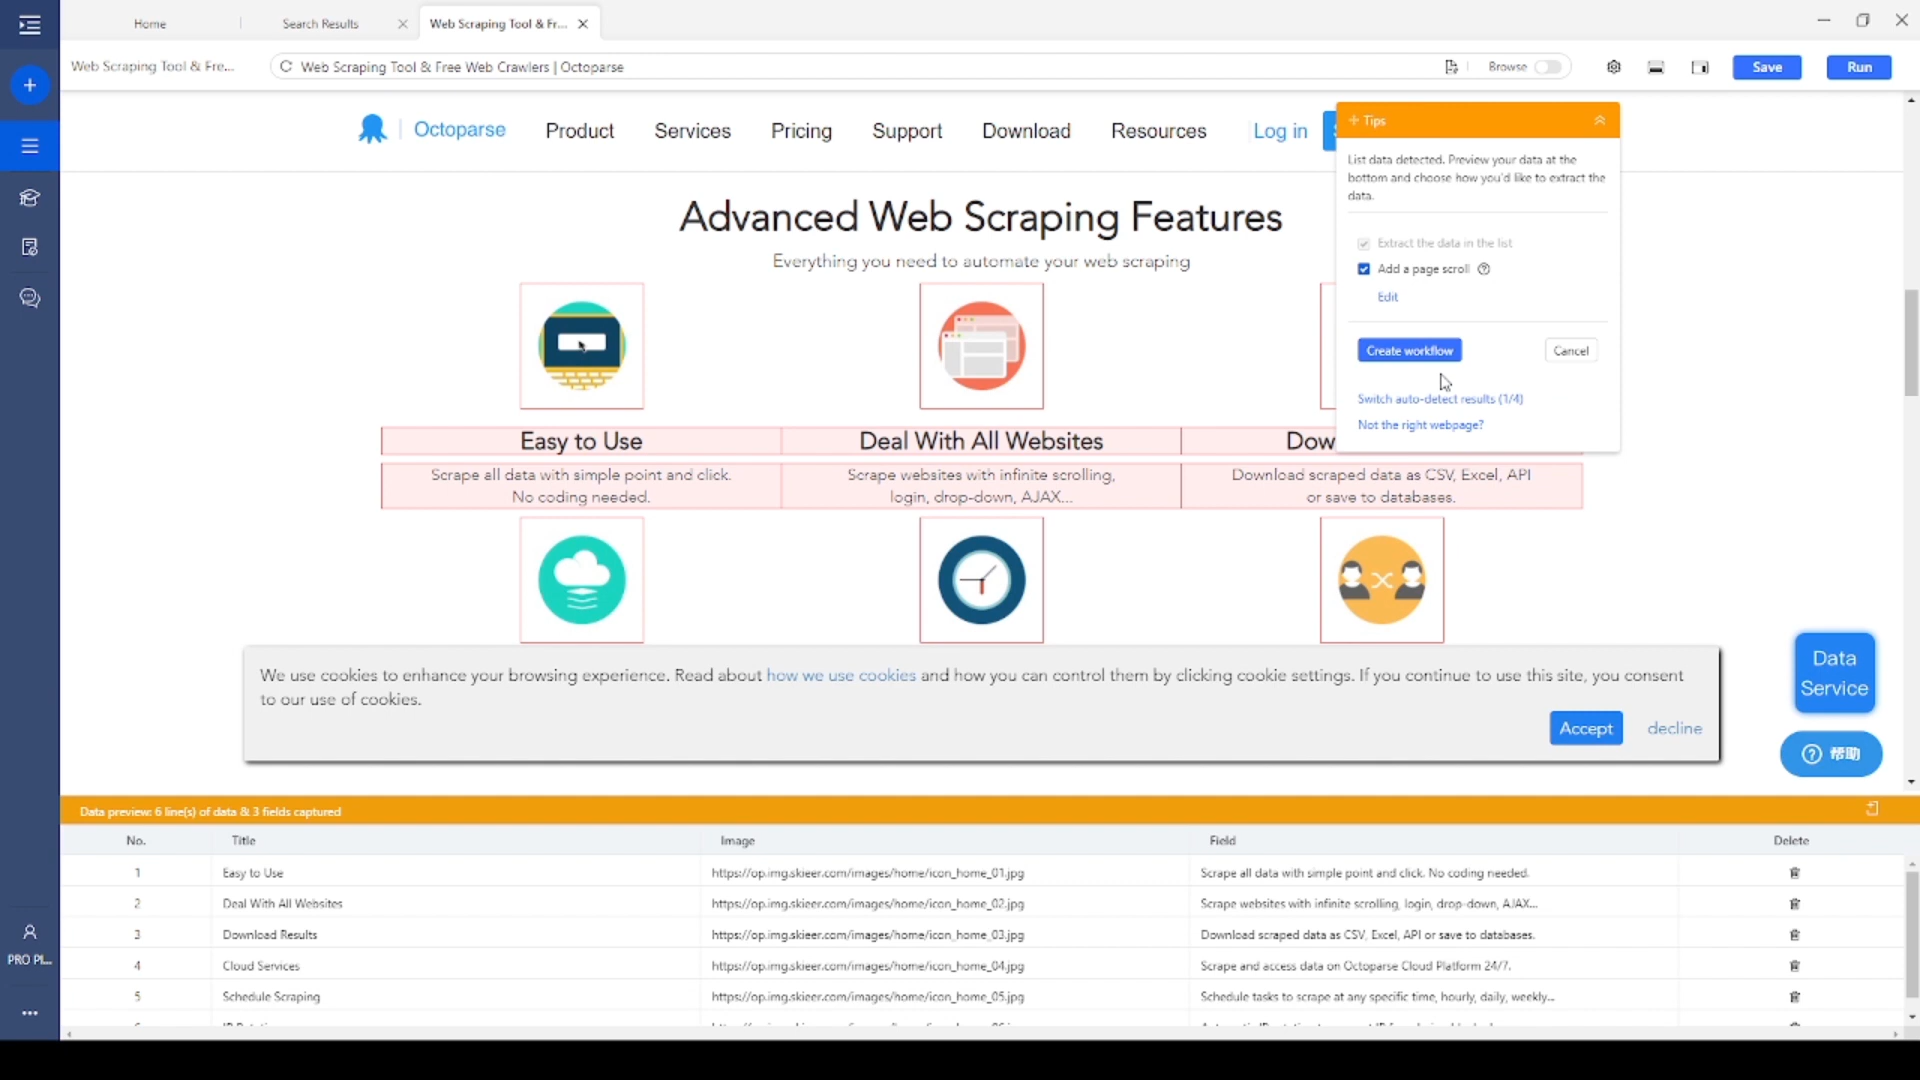 Home
Search Results
Web Scraping Tool & Fr...
Web Scraping Tool & Fre...
Web Scraping Tool & Free Web Crawlers | Octoparse
Browse
Save
Run
Octoparse
Product
Services
Pricing
Support
Download
Resources
Log in
Tips
List data detected. Preview your data at the
bottom and choose how you'd like to extract the
data.
Extract the data in the list
Add a page scroll
Edit
Create workflow
Cancel
Switch auto-detect results (1/4)
Not the right webpage?
Advanced Web Scraping Features
Everything you need to automate your web scraping
Easy to Use
Deal With All Websites
Dow
Scrape all data with simple point and click.
No coding needed.
Scrape websites with infinite scrolling,
login, drop-down, AJAX...
Download scraped data as CSV, Excel, API
or save to databases.
We use cookies to enhance your browsing experience. Read about how we use cookies and how you can control them by clicking cookie settings. If you continue to use this site, you consent
to our use of cookies.
Accept
decline
Data
Service
帮助
Data preview: 6 line(s) of data & 3 fields captured
No. Title Image Field Delete
1 Easy to Use https://op.img.skieer.com/images/home/icon_home_01.jpg Scrape all data with simple point and click. No coding needed.
2 Deal With All Websites https://op.img.skieer.com/images/home/icon_home_02.jpg Scrape websites with infinite scrolling, login, drop-down, AJAX...
3 Download Results https://op.img.skieer.com/images/home/icon_home_03.jpg Download scraped data as CSV, Excel, API or save to databases.
4 Cloud Services https://op.img.skieer.com/images/home/icon_home_04.jpg Scrape and access data on Octoparse Cloud Platform 24/7.
5 Schedule Scraping https://op.img.skieer.com/images/home/icon_home_05.jpg Schedule tasks to scrape at any specific time, hourly, daily, weekly...
PRO Pl...